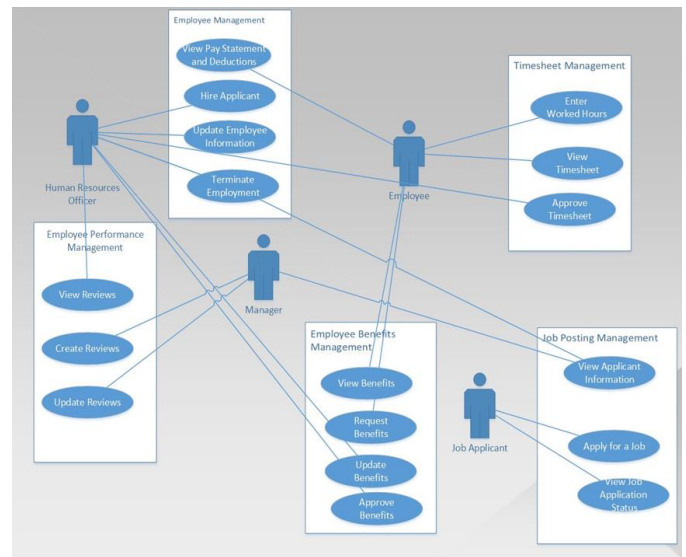 Employee Management
View Pay Statement
and Deductions
Hire Applicant
Update Employee
Information
Terminate
Employment
Timesheet Management
Enter
Worked Hours
View
Timesheet
Approve
Timesheet
Human Resources
Officer
Employee
Employee Performance
Management
View Reviews
Create Reviews
Update Reviews
Manager
Employee Benefits
Management
View Benefits
Request
Benefits
Update
Benefits
Approve
Benefits
Job Applicant
Job Posting Management
View Applicant
Information
Apply for a Job
View Job
Application
Status